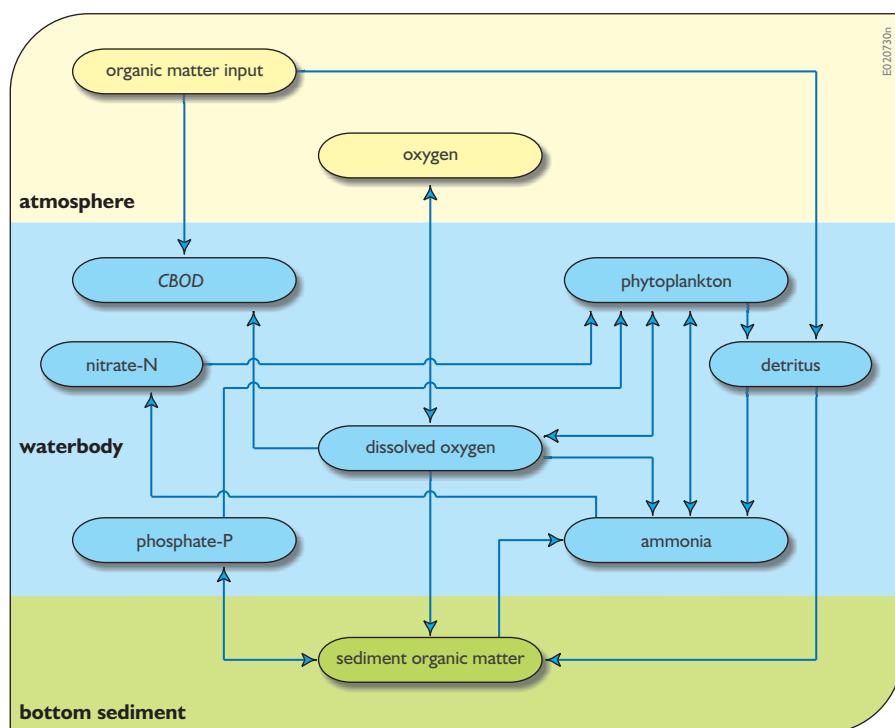 E020730n
organic matter input
oxygen
atmosphere
CBOD
phytoplankton
nitrate-N
detritus
waterbody
dissolved oxygen
phosphate-P
ammonia
sediment organic matter
bottom sediment